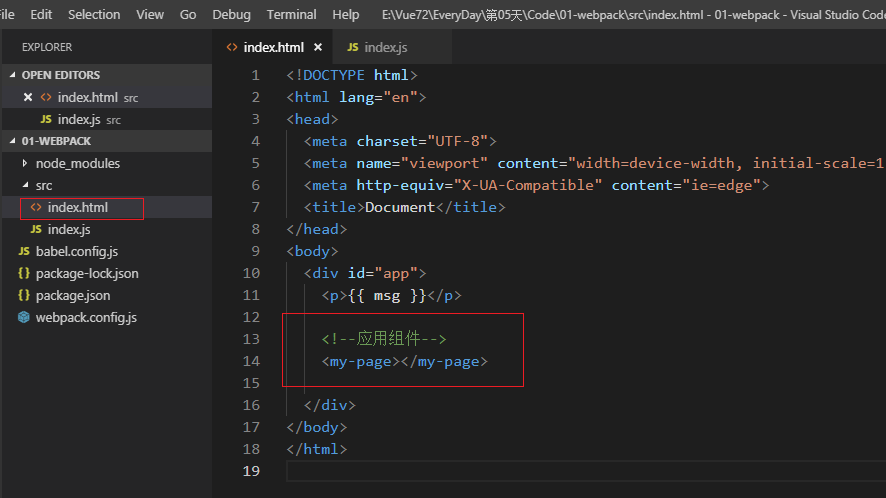 File Edit Selection View Go Debug Terminal Help E:\Vue72\EveryDay\第05天\Code\01-webpack\src\index.html - 01-webpack - Visual Studio Code
EXPLORER
OPEN EDITORS
index.html src
index.js src
01-WEBPACK
node_modules
src
index.html
index.js
babel.config.js
package-lock.json
package.json
webpack.config.js
index.html index.js
1 <!DOCTYPE html>
2 <html lang="en">
3 <head>
4 <meta charset="UTF-8">
5 <meta name="viewport" content="width=device-width, initial-scale=1
6 <meta http-equiv="X-UA-Compatible" content="ie=edge">
7 <title>Document</title>
8 </head>
9 <body>
10 <div id="app">
11 <p>{{ msg }}</p>
12
13 <!--应用组件-->
14 <my-page></my-page>
15
16 </div>
17 </body>
18 </html>
19